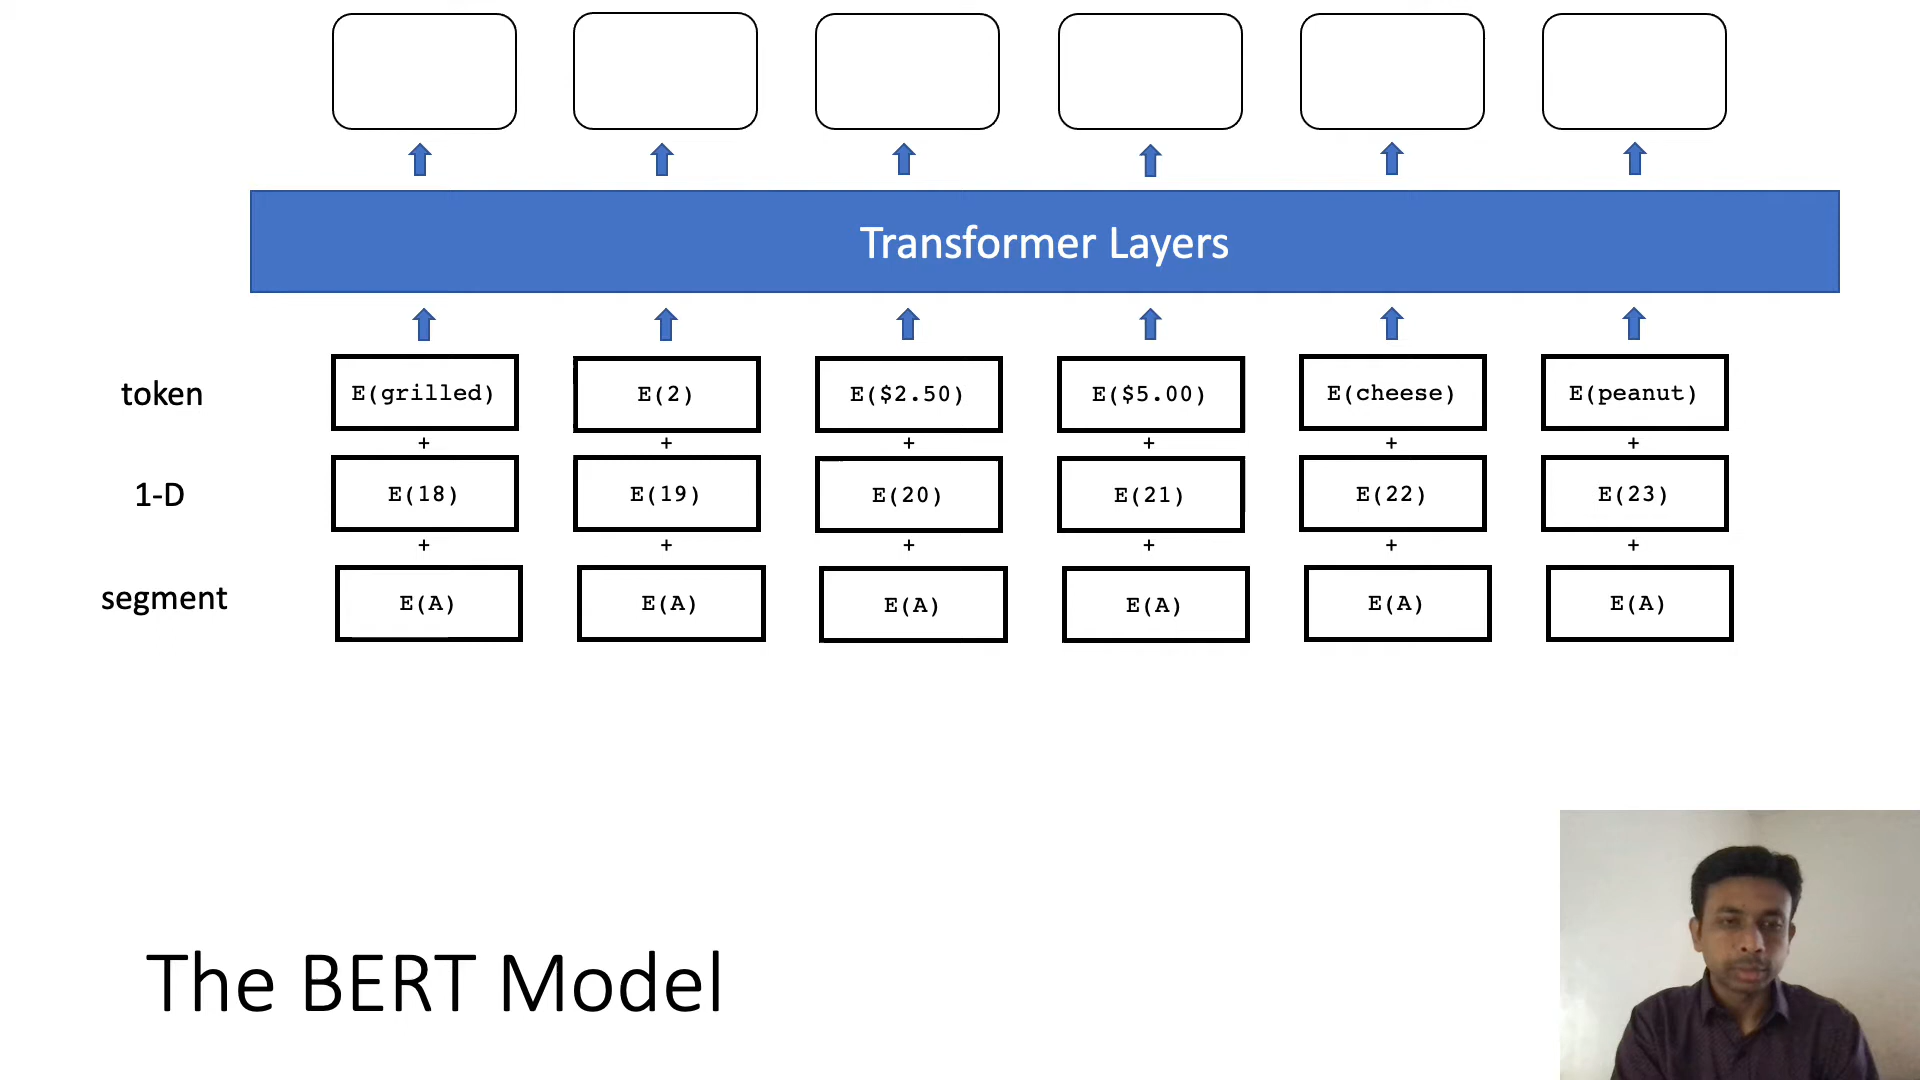 Transformer Layers
token E(grilled) E(2) E($2.50) E($5.00) E(cheese) E(peanut)
+ + + + + +
1-D E(18) E(19) E(20) E(21) E(22) E(23)
+ + + + + +
segment E(A) E(A) E(A) E(A) E(A) E(A)
The BERT Model